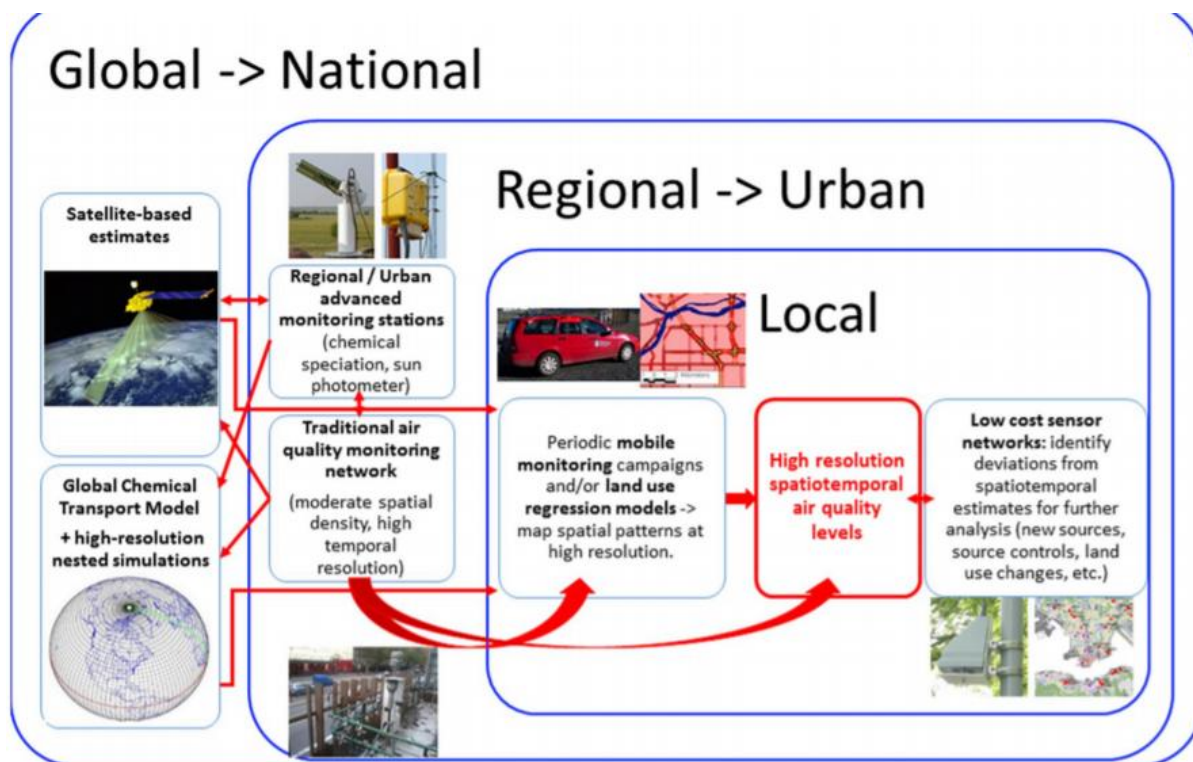 Global -> National
Regional -> Urban
Local
Satellite-based
estimates
Global Chemical
Transport Model
+ high-resolution
nested simulations
Regional / Urban
advanced
monitoring stations
(chemical
speciation, sun
photometer)
Traditional air
quality monitoring
network
(moderate spatial
density, high
temporal
resolution)
Periodic mobile
monitoring campaigns
and/or land use
regression models ->
map spatial patterns at
high resolution.
High resolution
spatiotemporal
air quality
levels
Low cost sensor
networks: identify
deviations from
spatiotemporal
estimates for further
analysis (new sources,
source controls, land
use changes, etc.)